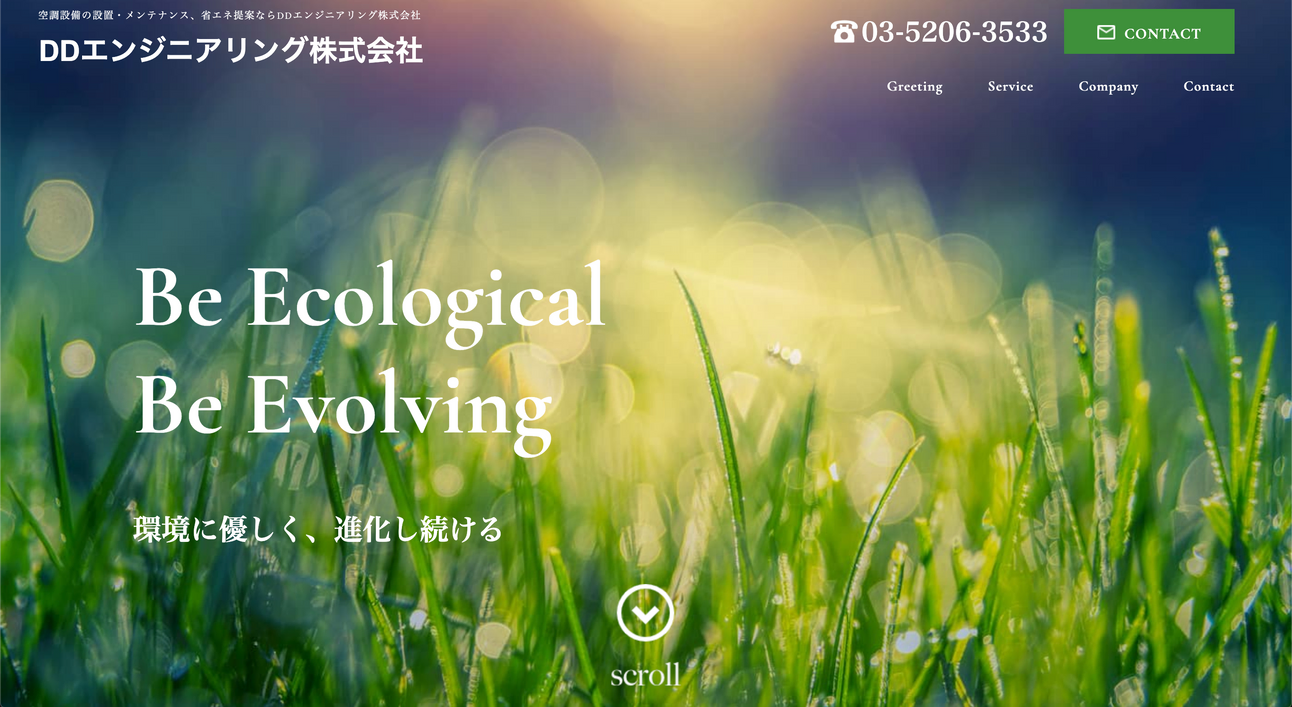 空調設備の設置・メンテナンス、省エネ提案ならDDエンジニアリング株式会社
DDエンジニアリング株式会社
03-5206-3533
CONTACT
Greeting Service Company Contact
Be Ecological
Be Evolving
環境に優しく、進化し続ける
scroll